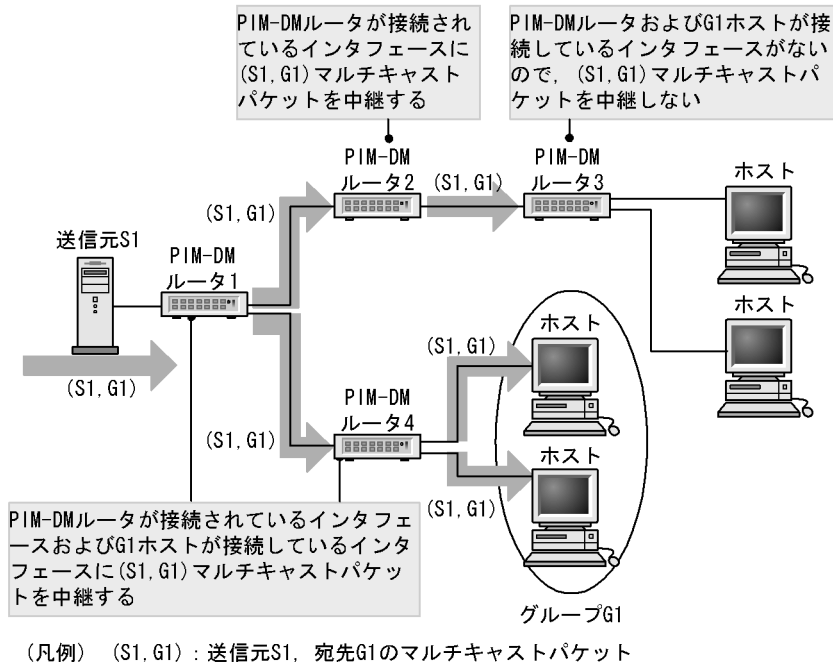 PIM-DMルータが接続され
ているインタフェースに
(S1,G1)マルチキャスト
パケットを中継する
PIM-DMルータおよびG1ホストが接
続しているインタフェースがない
ので，(S1,G1)マルチキャストパ
ケットを中継しない
PIM-DM
ルータ2
(S1,G1)
PIM-DM
ルータ3
ホスト
(S1,G1)
送信元S1
PIM-DM
ルータ1
ホスト
ホスト
(S1,G1)
(S1,G1)
PIM-DM
ルータ4
(S1,G1)
ホスト
(S1,G1)
PIM-DMルータが接続されているインタフェ
ースおよびG1ホストが接続しているインタ
フェースに(S1,G1)マルチキャストパケッ
トを中継する
グループG1
(凡例) (S1,G1)：送信元S1，宛先G1のマルチキャストパケット